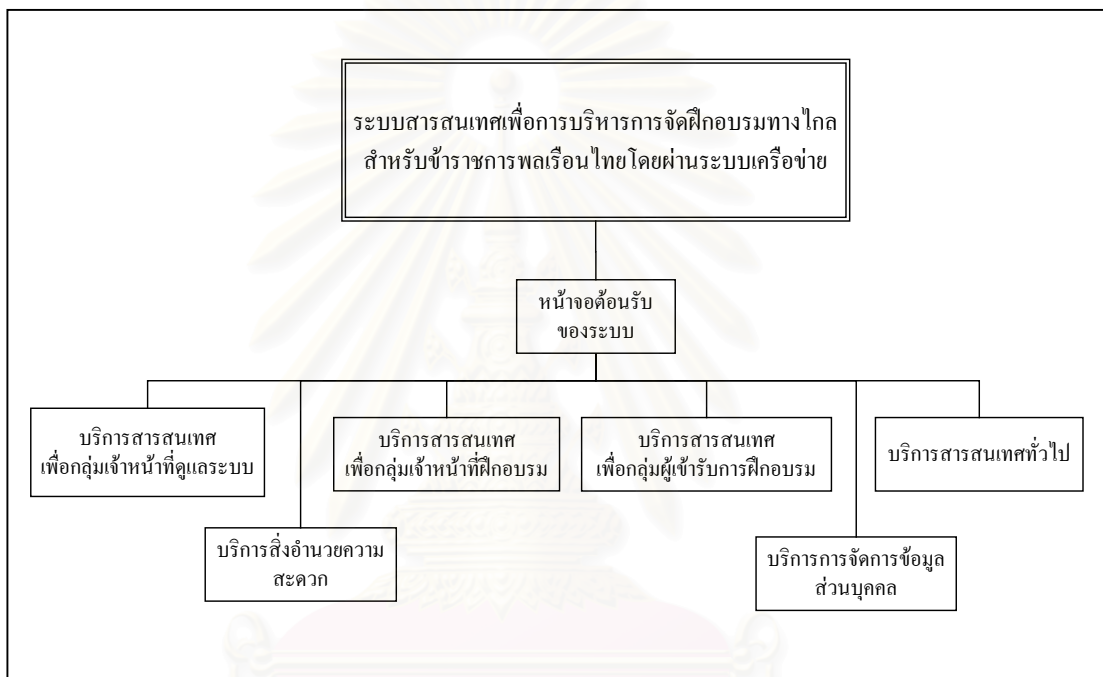 ระบบสารสนเทศเพื่อการบริหารการจัดฝึกอบรมทางไกล
สำหรับข้าราชการพลเรือนไทยโดยผ่านระบบเครือข่าย
หน้าจอต้อนรับ
ของระบบ
บริการสารสนเทศ
เพื่อกลุ่มเจ้าหน้าที่ดูแลระบบ
บริการสารสนเทศ
เพื่อกลุ่มเจ้าหน้าที่ฝึกอบรม
บริการสารสนเทศ
เพื่อกลุ่มผู้เข้ารับการฝึกอบรม
บริการสารสนเทศทั่วไป
บริการสิ่งอำนวยความ
สะดวก
บริการการจัดการข้อมูล
ส่วนบุคคล